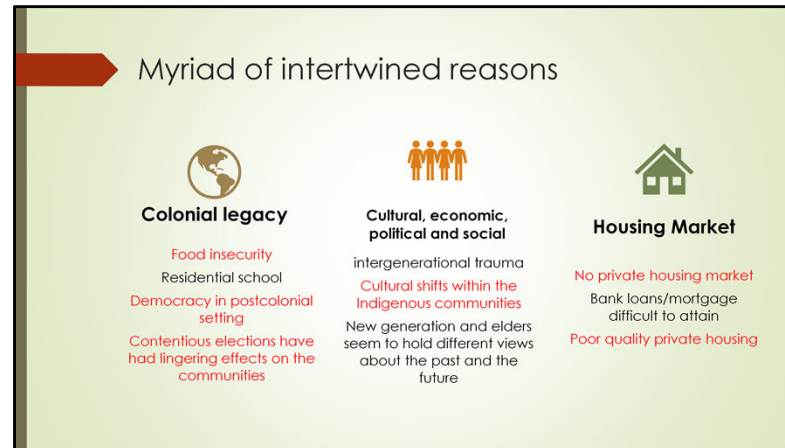 Myriad of intertwined reasons
Colonial legacy
Food insecurity
Residential school
Democracy in postcolonial
setting
Contentious elections have
had lingering effects on the
communities
Cultural, economic,
political and social
intergenerational trauma
Cultural shifts within the
Indigenous communities
New generation and elders
seem to hold different views
about the past and the
future
Housing Market
No private housing market
Bank loans/mortgage
difficult to attain
Poor quality private housing